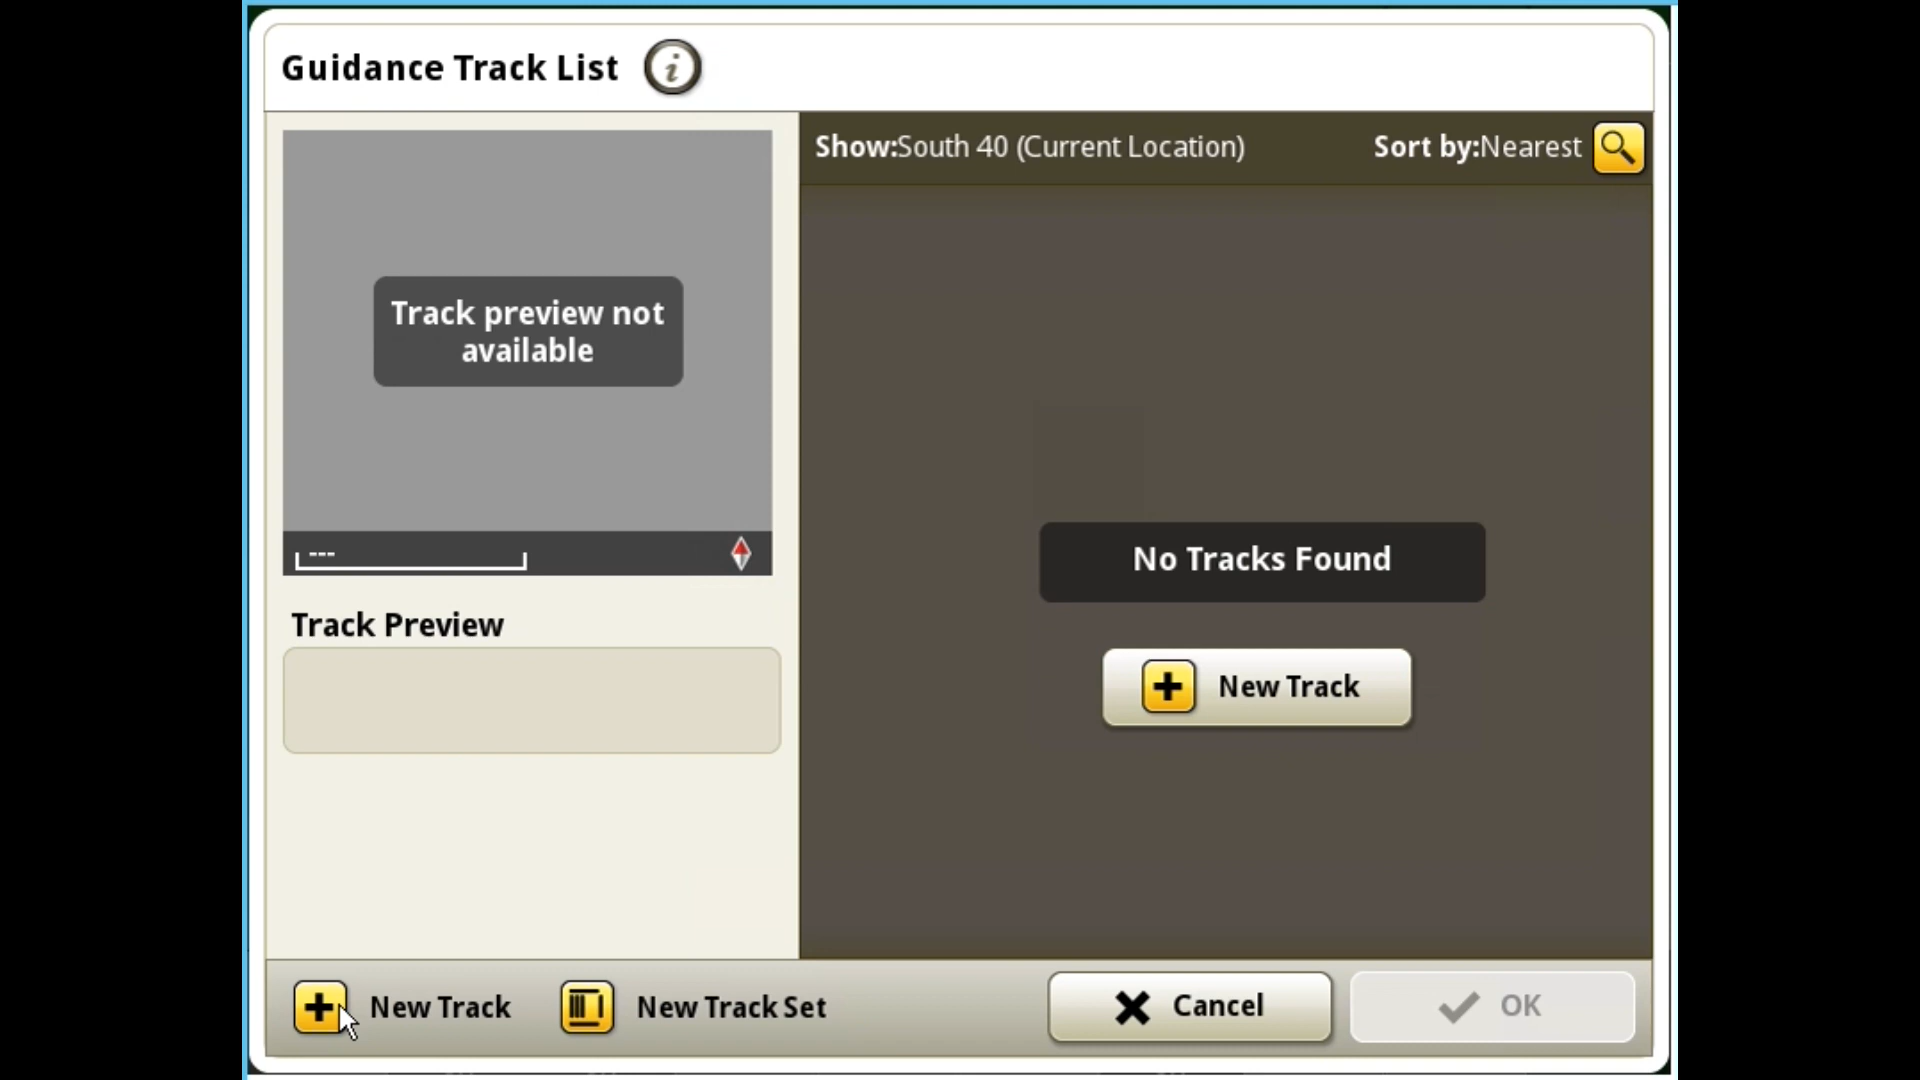 Guidance Track List i
Show:South 40 (Current Location) Sort by:Nearest
Track preview not
available
---
No Tracks Found
Track Preview
New Track
New Track New Track Set Cancel OK